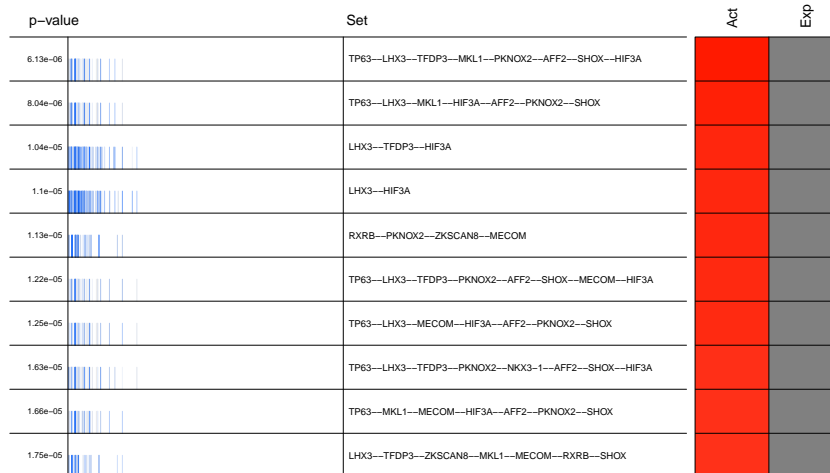 p−value Set Act Exp
6.13e−06 TP63−−LHX3−−TFDP3−−MKL1−−PKNOX2−−AFF2−−SHOX−−HIF3A
8.04e−06 TP63−−LHX3−−MKL1−−HIF3A−−AFF2−−PKNOX2−−SHOX
1.04e−05 LHX3−−TFDP3−−HIF3A
1.1e−05 LHX3−−HIF3A
1.13e−05 RXRB−−PKNOX2−−ZKSCAN8−−MECOM
1.22e−05 TP63−−LHX3−−TFDP3−−PKNOX2−−AFF2−−SHOX−−MECOM−−HIF3A
1.25e−05 TP63−−LHX3−−MECOM−−HIF3A−−AFF2−−PKNOX2−−SHOX
1.63e−05 TP63−−LHX3−−TFDP3−−PKNOX2−−NKX3−1−−AFF2−−SHOX−−HIF3A
1.66e−05 TP63−−MKL1−−MECOM−−HIF3A−−AFF2−−PKNOX2−−SHOX
1.75e−05 LHX3−−TFDP3−−ZKSCAN8−−MKL1−−MECOM−−RXRB−−SHOX